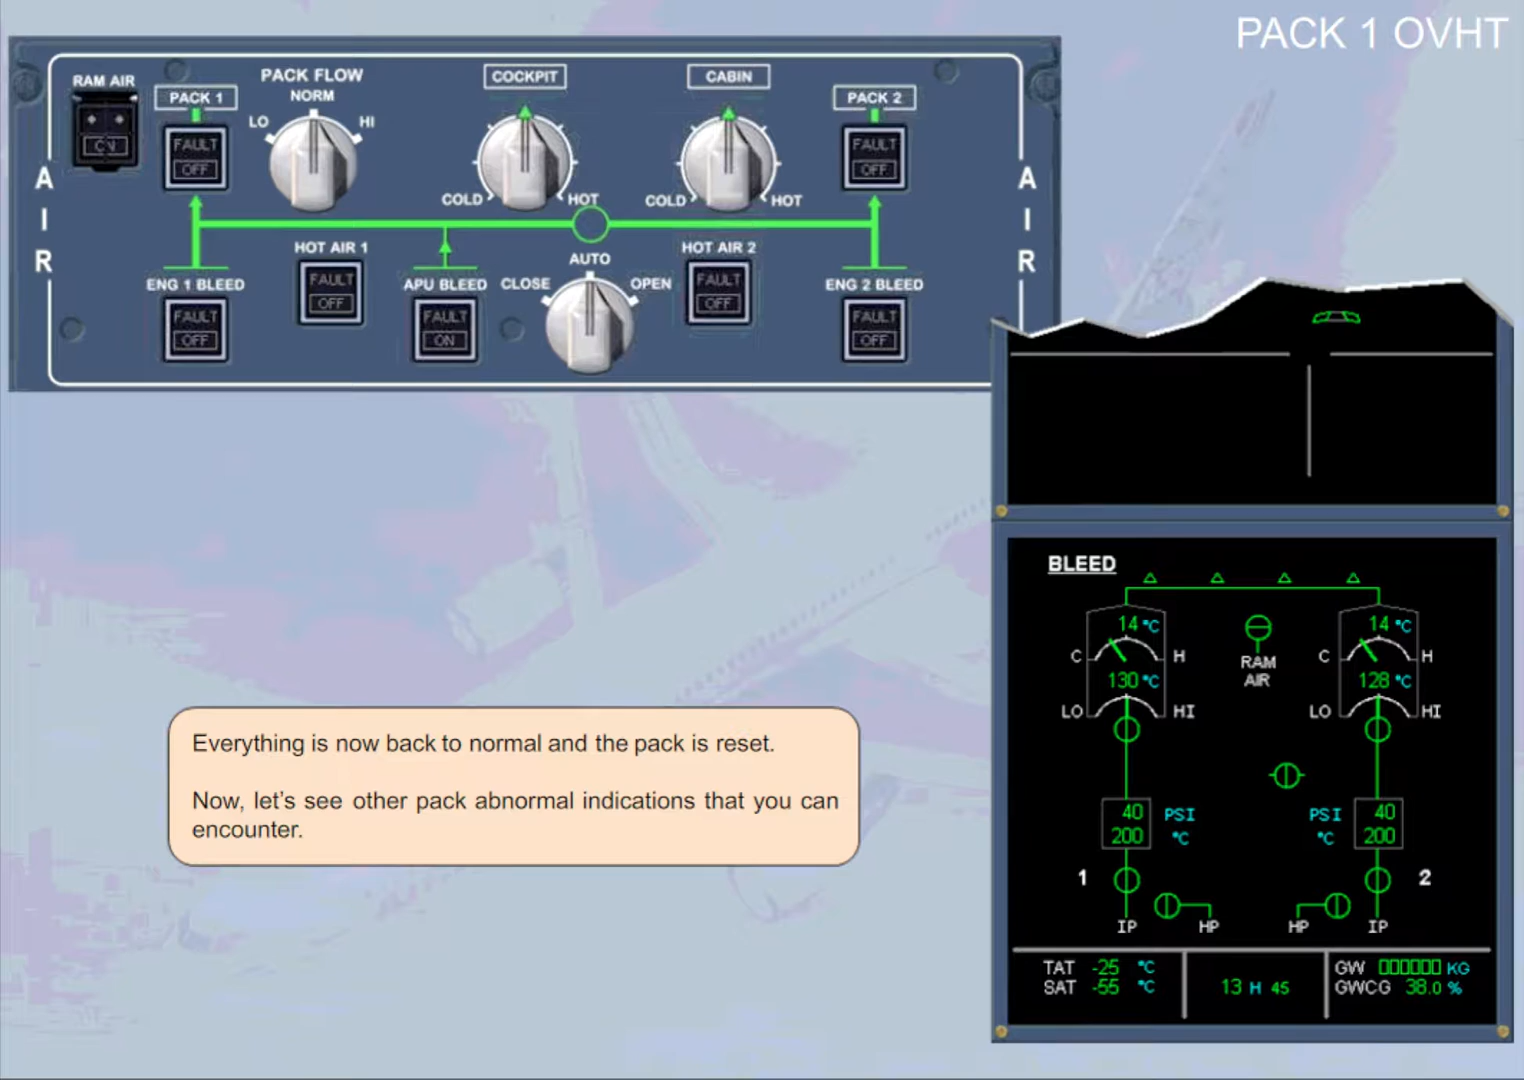 PACK 1 OVHT
RAM AIR
ON
PACK 1
FAULT
OFF
PACK FLOW
NORM
LO
HI
COCKPIT
COLD
HOT
CABIN
COLD
HOT
PACK 2
FAULT
OFF
A
I
R
A
I
R
ENG 1 BLEED
FAULT
OFF
HOT AIR 1
FAULT
OFF
APU BLEED
FAULT
ON
AUTO
CLOSE
OPEN
HOT AIR 2
FAULT
OFF
ENG 2 BLEED
FAULT
OFF
Everything is now back to normal and the pack is reset.
Now, let's see other pack abnormal indications that you can
encounter.
BLEED
14 °C
C
H
130 °C
LO
HI
RAM
AIR
14 °C
C
H
128 °C
LO
HI
40 PSI
200 °C
PSI 40
°C 200
1
2
IP
HP
HP
IP
TAT -25 °C
SAT -55 °C
13 H 45
GW KG
GWCG 38.0 %